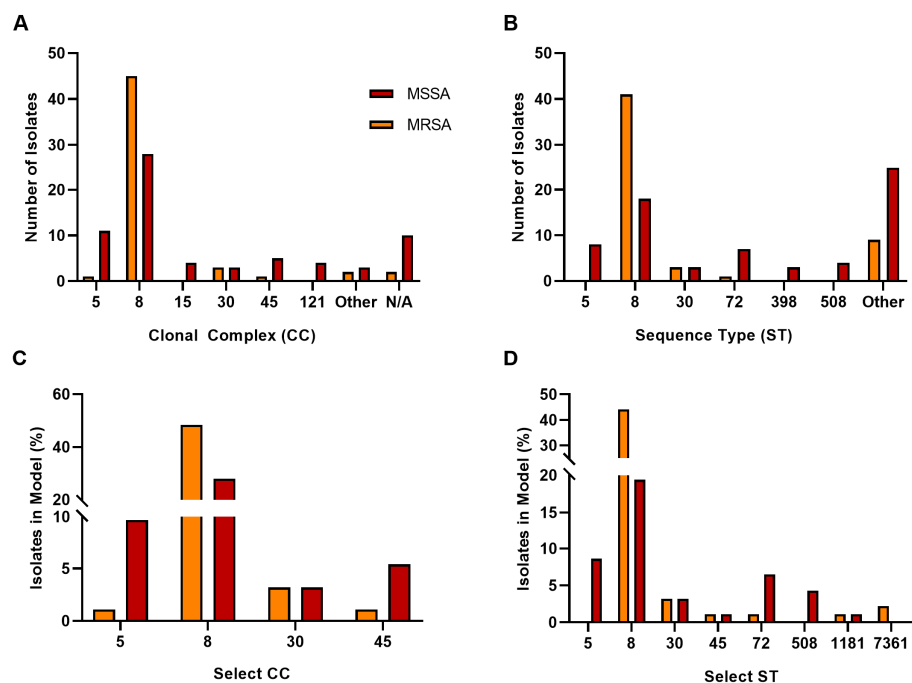 A
50
40
30
20
10
0
Number of Isolates
5 8 15 30 45 121 Other N/A
Clonal Complex (CC)
MSSA
MRSA
B
50
40
30
20
10
0
Number of Isolates
5 8 30 72 398 508 Other
Sequence Type (ST)
C
60
40
20
10
5
0
Isolates in Model (%)
5 8 30 45
Select CC
D
50
40
30
20
15
10
5
0
Isolates in Model (%)
5 8 30 45 72 508 1181 7361
Select ST